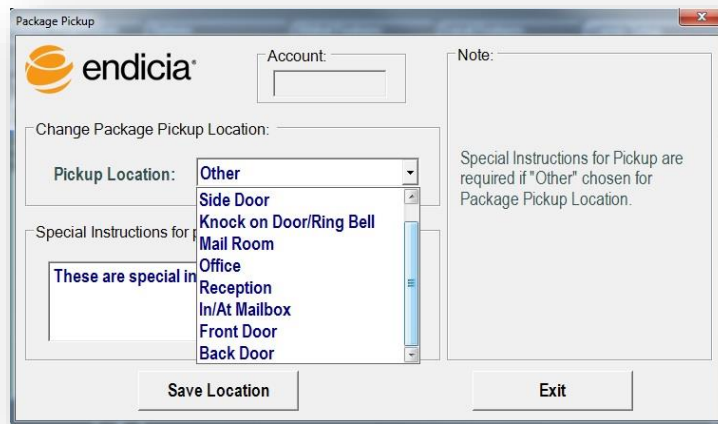 Package Pickup
endicia
Account:
Note:
Change Package Pickup Location:
Pickup Location:
Other
Side Door
Knock on Door/Ring Bell
Mail Room
Office
Reception
In/At Mailbox
Front Door
Back Door
Special Instructions for
These are special
Special Instructions for Pickup are
required if "Other" chosen for
Package Pickup Location.
Save Location
Exit